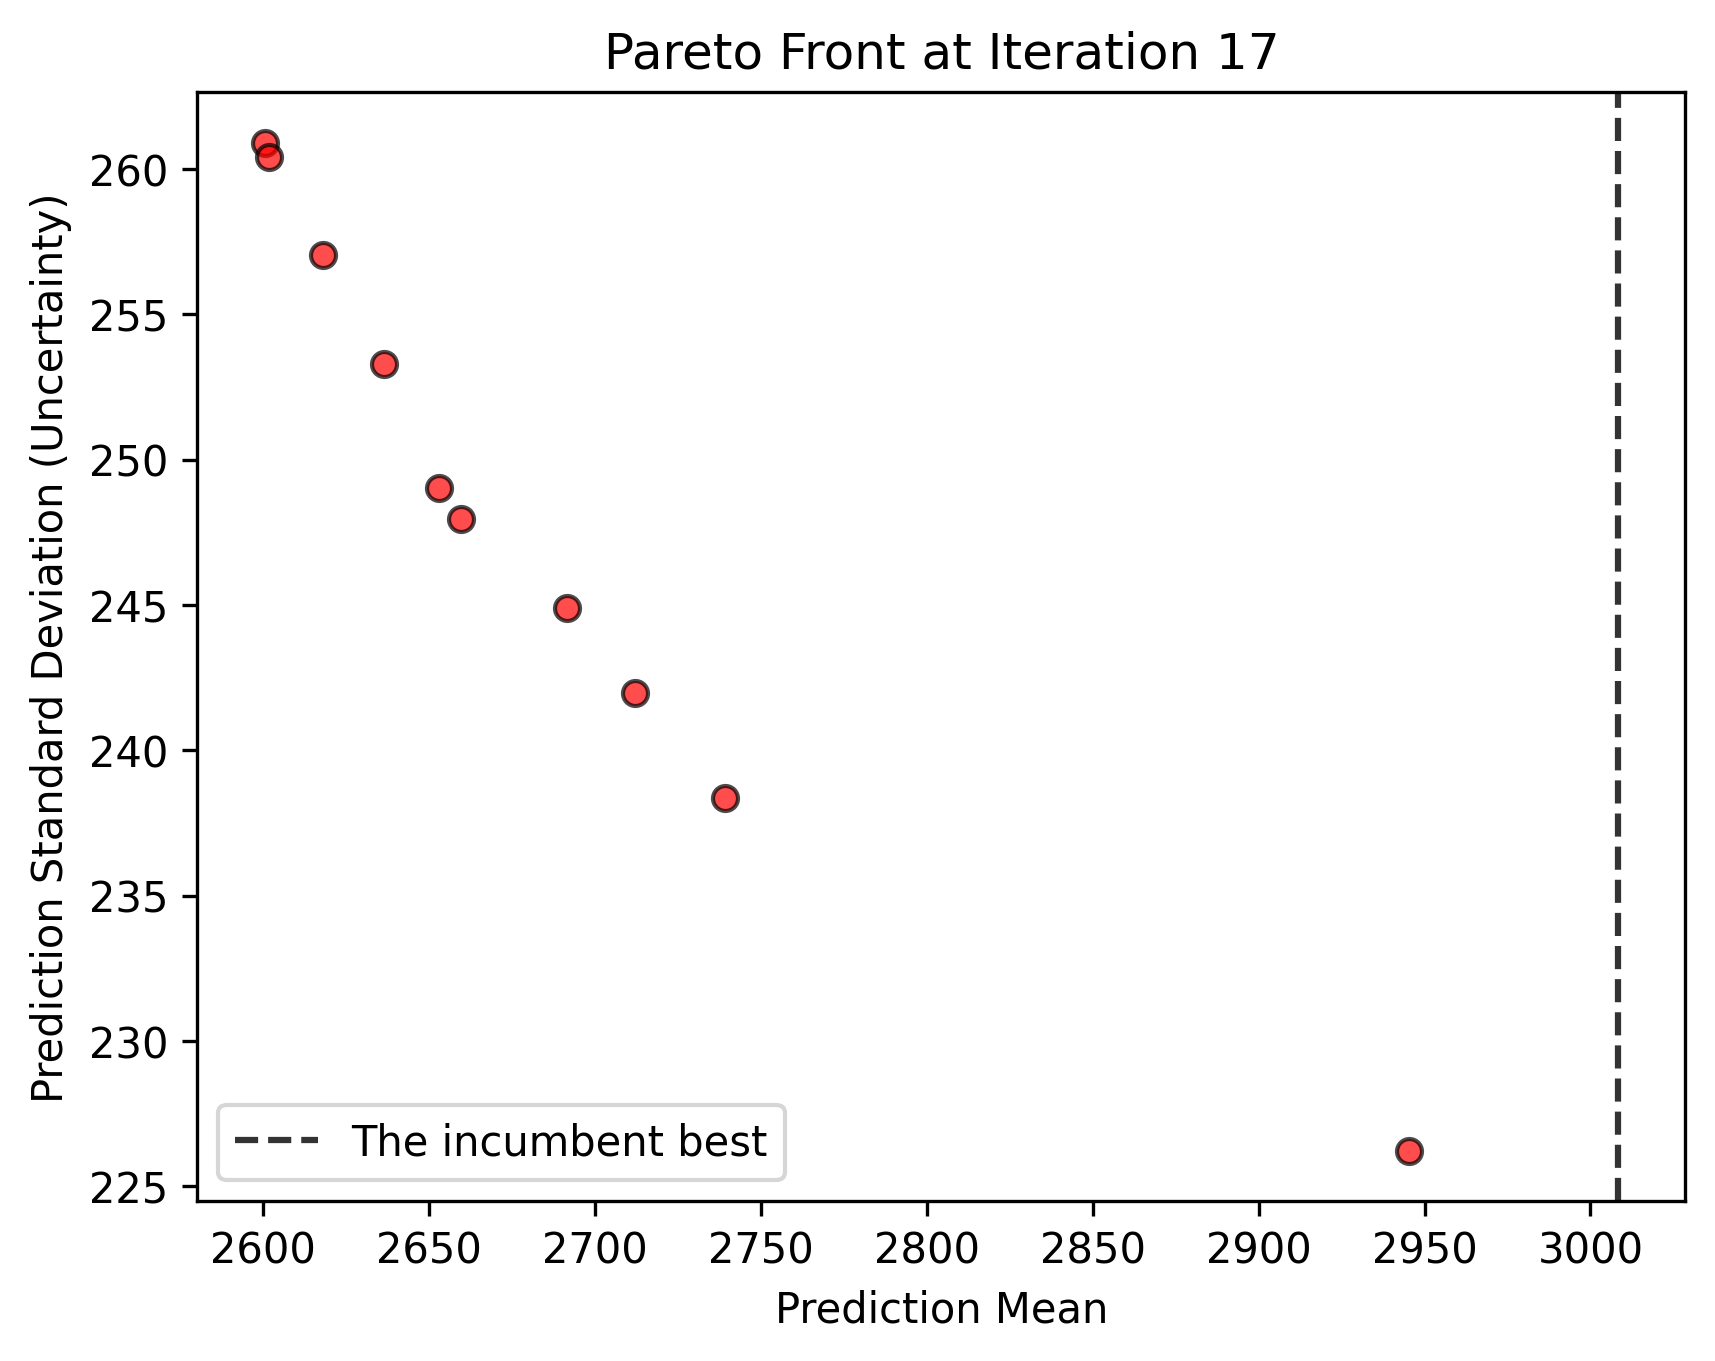 Pareto Front at Iteration 17
Prediction Standard Deviation (Uncertainty)
260
255
250
245
240
235
230
225
The incumbent best
2600 2650 2700 2750 2800 2850 2900 2950 3000
Prediction Mean